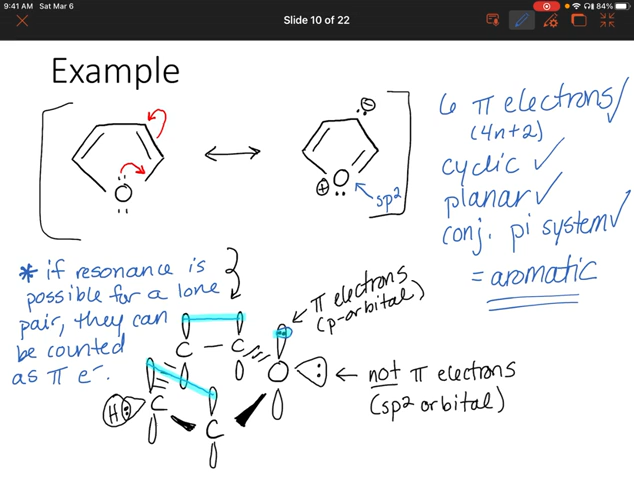 9:41 AM Sat Mar 6
84%
Slide 10 of 22
Example
O
⊕ O
⊖
sp2
6 π electrons ✓
(4n+2)
cyclic ✓
planar ✓
conj. pi system ✓
= aromatic
* if resonance is
possible for a lone
pair, they can
be counted
as π e-.
π electrons
(p-orbital)
C
C
O
H
C
C
← not π electrons
(sp2 orbital)